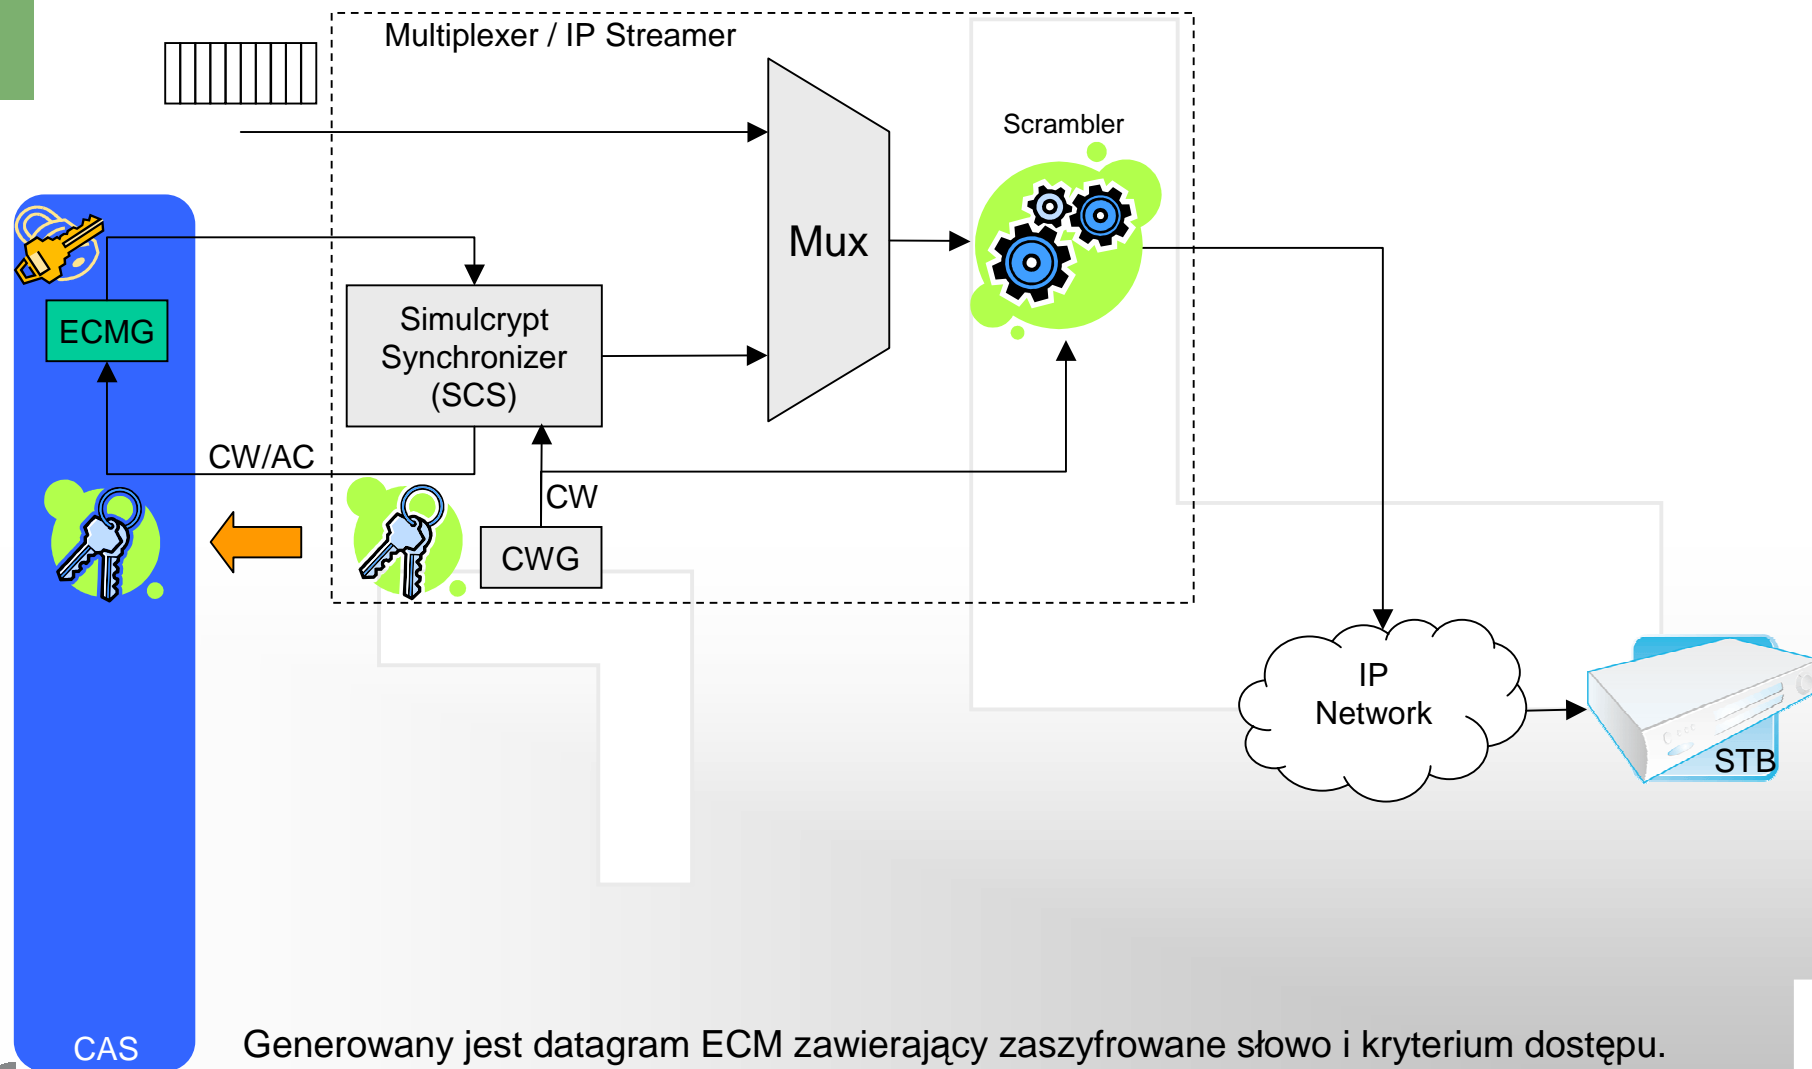 Multiplexer / IP Streamer
Scrambler
Mux
ECMG
Simulcrypt
Synchronizer
(SCS)
CW/AC
CW
CWG
IP
Network
STB
CAS
Generowany jest datagram ECM zawierający zaszyfrowane słowo i kryterium dostępu.